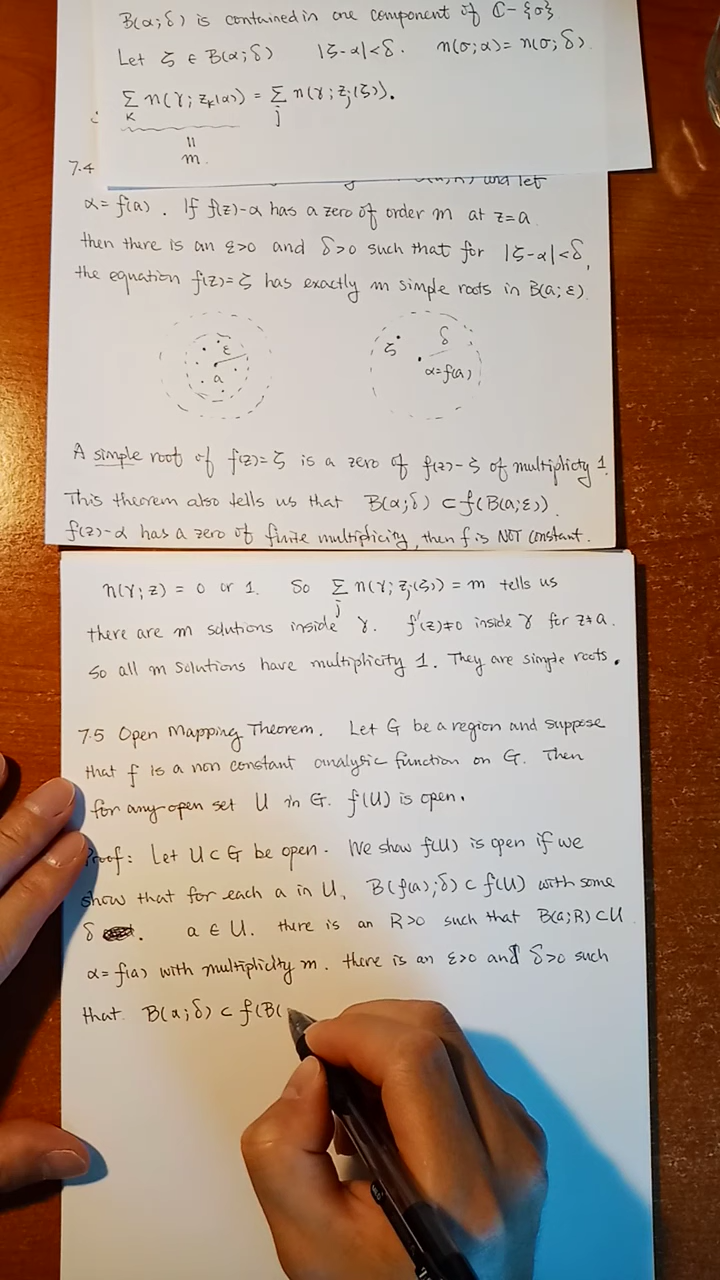 B(α;δ) is contained in one component of ℂ-{σ}
Let ζ ∈ B(α;δ) |ζ-α|<δ. n(σ;α) = n(σ;δ).
∑ₖ n(γ; zₖ(α)) = ∑ⱼ n(γ; zⱼ(ζ)).
=
m
7.4
and let
α = f(a). If f(z)-α has a zero of order m at z=a
then there is an ε>0 and δ>0 such that for |ζ-α|<δ,
the equation f(z)=ζ has exactly m simple roots in B(a;ε).
ε
a
ζ
δ
α=f(a)
A simple root of f(z)=ζ is a zero of f(z)-ζ of multiplicty 1.
This theorem also tells us that B(α;δ) ⊂ f(B(a;ε)).
f(z)-α has a zero of finite multiplicity, then f is NOT constant.
n(γ;z) = 0 or 1. So ∑ⱼ n(γ; zⱼ(ζ)) = m tells us
there are m solutions inside γ. f'(z)≠0 inside γ for z≠a.
So all m solutions have multiplicity 1. They are simple roots.
7.5 Open Mapping Theorem. Let G be a region and suppose
that f is a non constant analytic function on G. Then
for any open set U in G. f(U) is open.
Proof: Let U⊂G be open. We show f(U) is open if we
show that for each a in U, B(f(a);δ) ⊂ f(U) with some
δ. a ∈ U. there is an R>0 such that B(a;R)⊂U
α = f(a) with multiplicity m. there is an ε>0 and δ>0 such
that B(α;δ) ⊂ f(B(